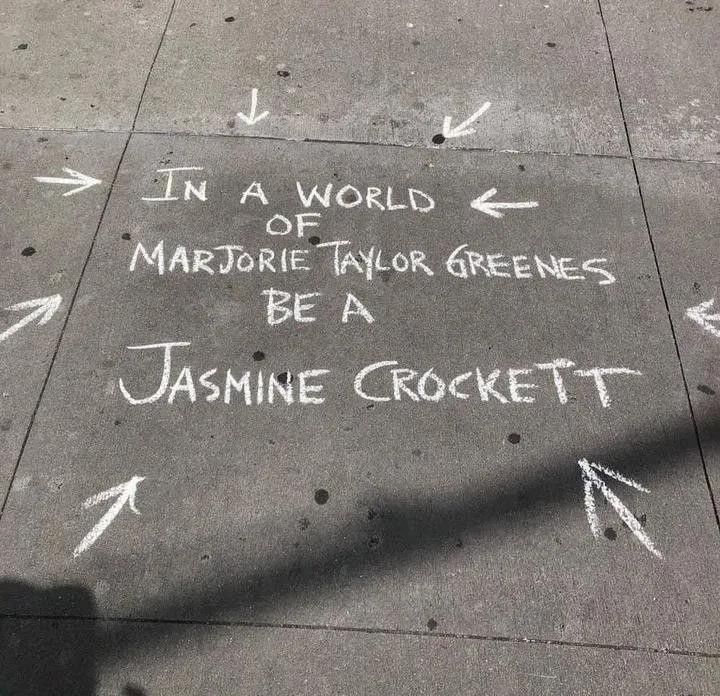 In A WORLD
OF
MARJORIE TAYLOR GREENES
BE A
JASMINE CROCKETT